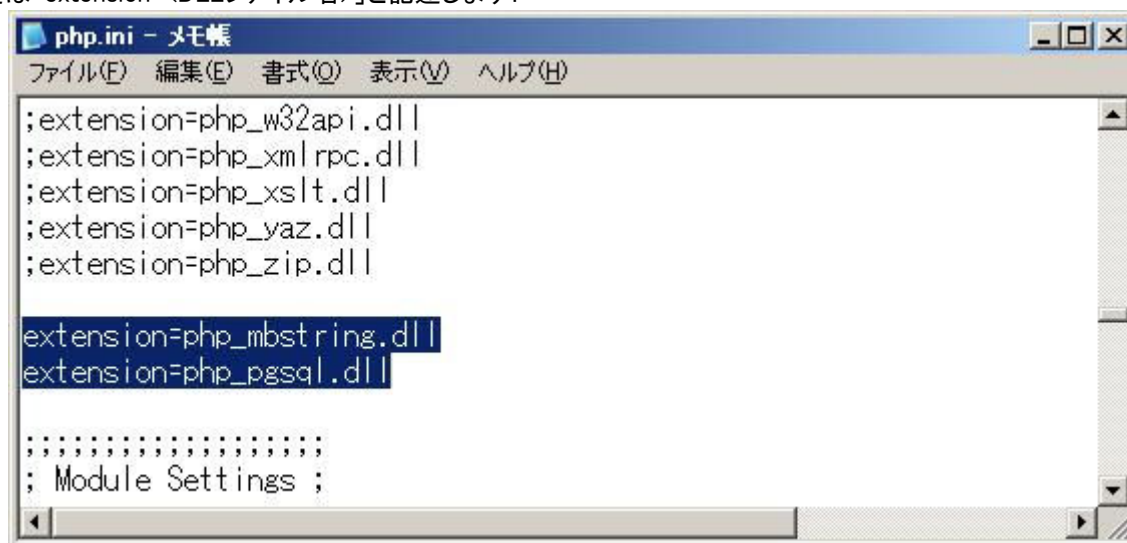 php.ini - メモ帳
ファイル(F) 編集(E) 書式(O) 表示(V) ヘルプ(H)
;extension=php_w32api.dll
;extension=php_xmlrpc.dll
;extension=php_xslt.dll
;extension=php_yaz.dll
;extension=php_zip.dll
extension=php_mbstring.dll
extension=php_pgsql.dll
;;;;;;;;;;;;;;;;;;;
; Module Settings ;